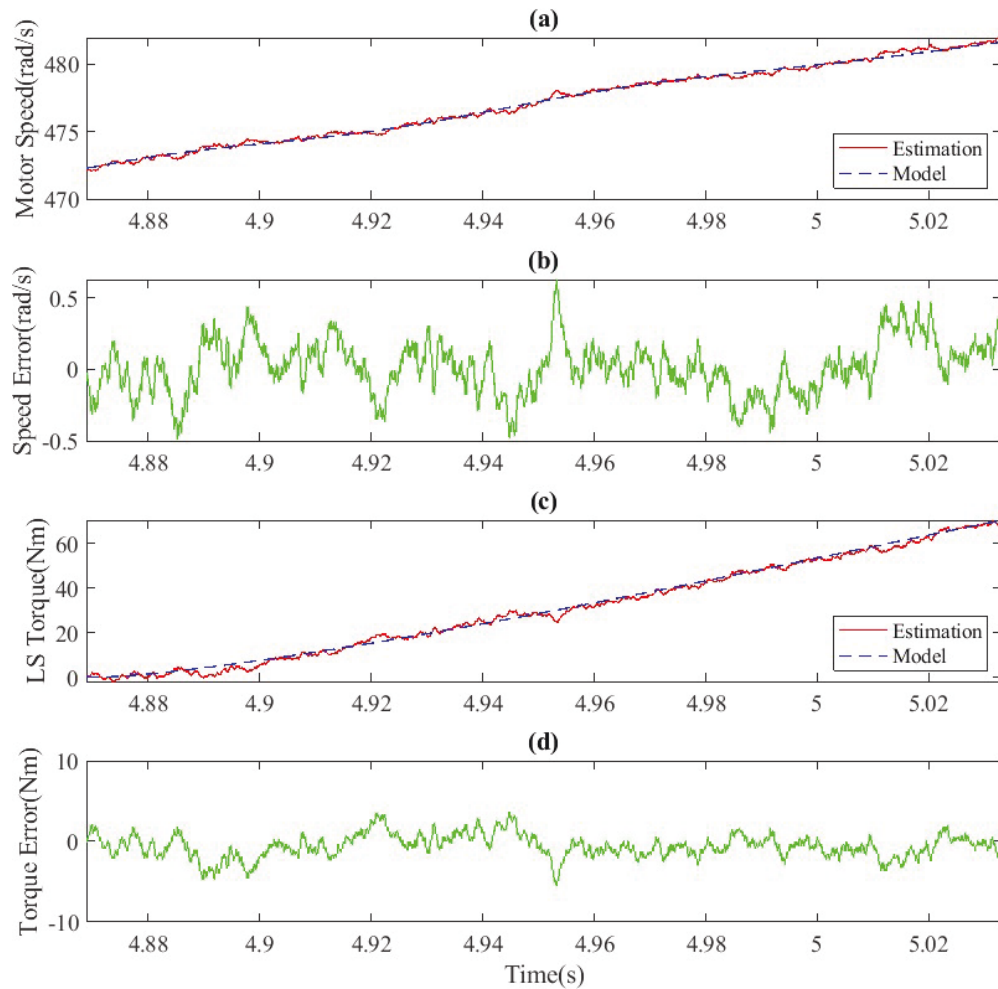 (a)
Motor Speed(rad/s)
480
475
470
Estimation
Model
4.88 4.9 4.92 4.94 4.96 4.98 5 5.02
(b)
Speed Error(rad/s)
0.5
0
-0.5
4.88 4.9 4.92 4.94 4.96 4.98 5 5.02
(c)
LS Torque(Nm)
60
40
20
0
Estimation
Model
4.88 4.9 4.92 4.94 4.96 4.98 5 5.02
(d)
Torque Error(Nm)
10
0
-10
4.88 4.9 4.92 4.94 4.96 4.98 5 5.02
Time(s)